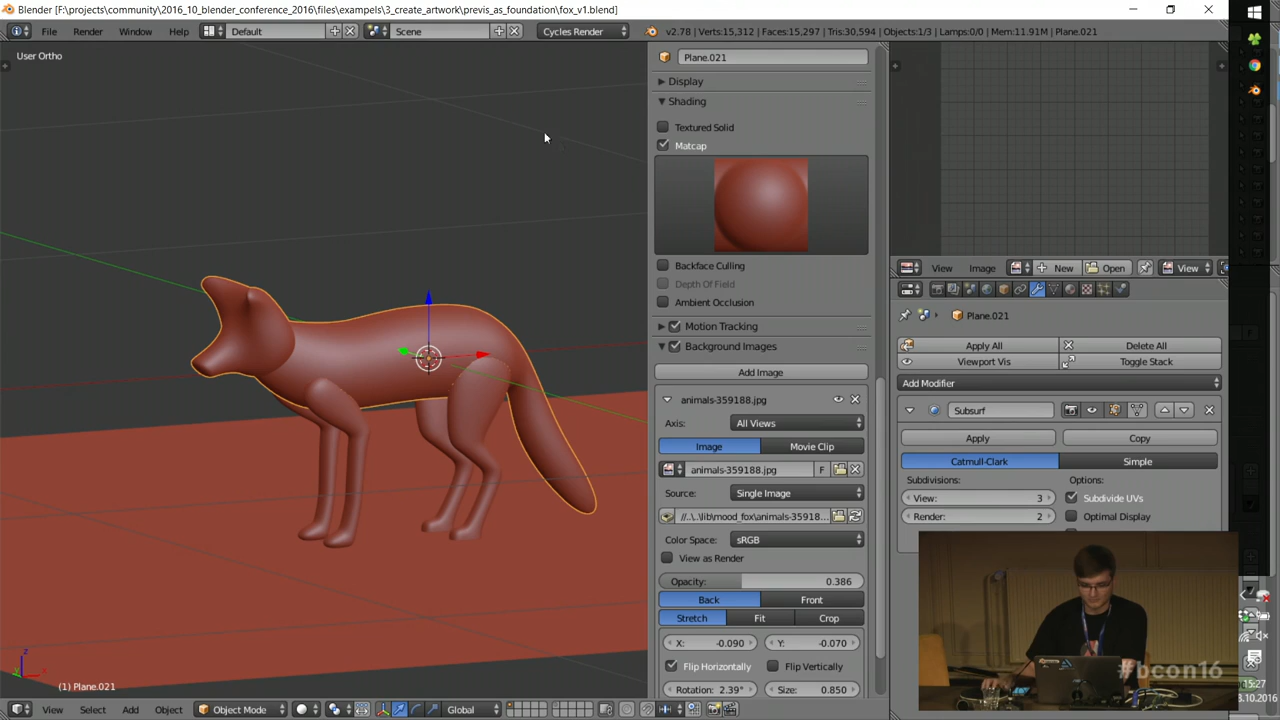 Blender [F:\projects\community\2016_10_blender_conference_2016\files\exampels\3_create_artwork\previs_as_foundation\fox_v1.blend]
File Render Window Help Default Scene Cycles Render v2.78 | Verts:15,312 | Faces:15,297 | Tris:30,594 | Objects:1/3 | Lamps:0/0 | Mem:11.91M | Plane.021
User Ortho
Plane.021
Display
Shading
Textured Solid
Matcap
Backface Culling
Depth Of Field
Ambient Occlusion
Motion Tracking
Background Images
Add Image
animals-359188.jpg
Axis: All Views
Image Movie Clip
animals-359188.jpg F
Source: Single Image
//..\..\lib\mood_fox\animals-35918...
Color Space: sRGB
View as Render
Opacity: 0.386
Back Front
Stretch Fit Crop
X: -0.090 Y: -0.070
Flip Horizontally Flip Vertically
Rotation: 2.39° Size: 0.850
View Image New Open View
Plane.021
Apply All Delete All
Viewport Vis Toggle Stack
Add Modifier
Subsurf
Apply Copy
Catmull-Clark Simple
Subdivisions: Options:
View: 3 Subdivide UVs
Render: 2 Optimal Display
#bcon16
15:27
3.10.2016
(1) Plane.021
View Select Add Object Object Mode Global
z
y
x